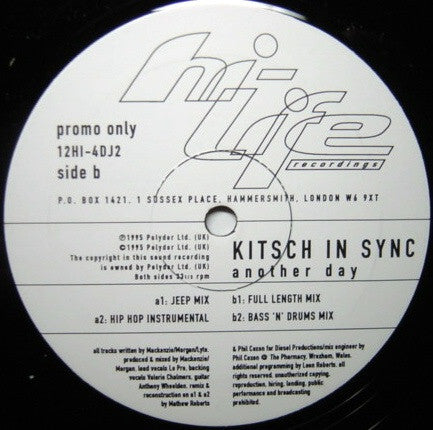 hi-life
recordings
promo only
12HI-4DJ2
side b
P.O. BOX 1421, 1 SUSSEX PLACE, HAMMERSMITH, LONDON W6 9XT
℗1995 Polydor Ltd. (UK)
©1995 Polydor Ltd. (UK)
The copyright in this sound recording
is owned by Polydor Ltd. (UK)
Both sides rpm
KITSCH IN SYNC
another day
a1: JEEP MIX
a2: HIP HOP INSTRUMENTAL
b1: FULL LENGTH MIX
b2: BASS 'N' DRUMS MIX
all tracks written by Mackenzie/Morgan/Lyte.
produced & mixed by Mackenzie/
Morgan. lead vocals La Pre, backing
vocals Valerie Chalmers, guitar
Anthony Wheelden. remix &
reconstruction on a1 & a2
by Mathew Roberts
& Phil Coxon for Diesel Productions/mix engineer by
Phil Coxon @ The Pharmacy, Wrexham, Wales.
additional programming by Leon Roberts. all
rights reserved. unauthorized copying,
reproduction, hiring, lending, public
performance and broadcasting
prohibited.